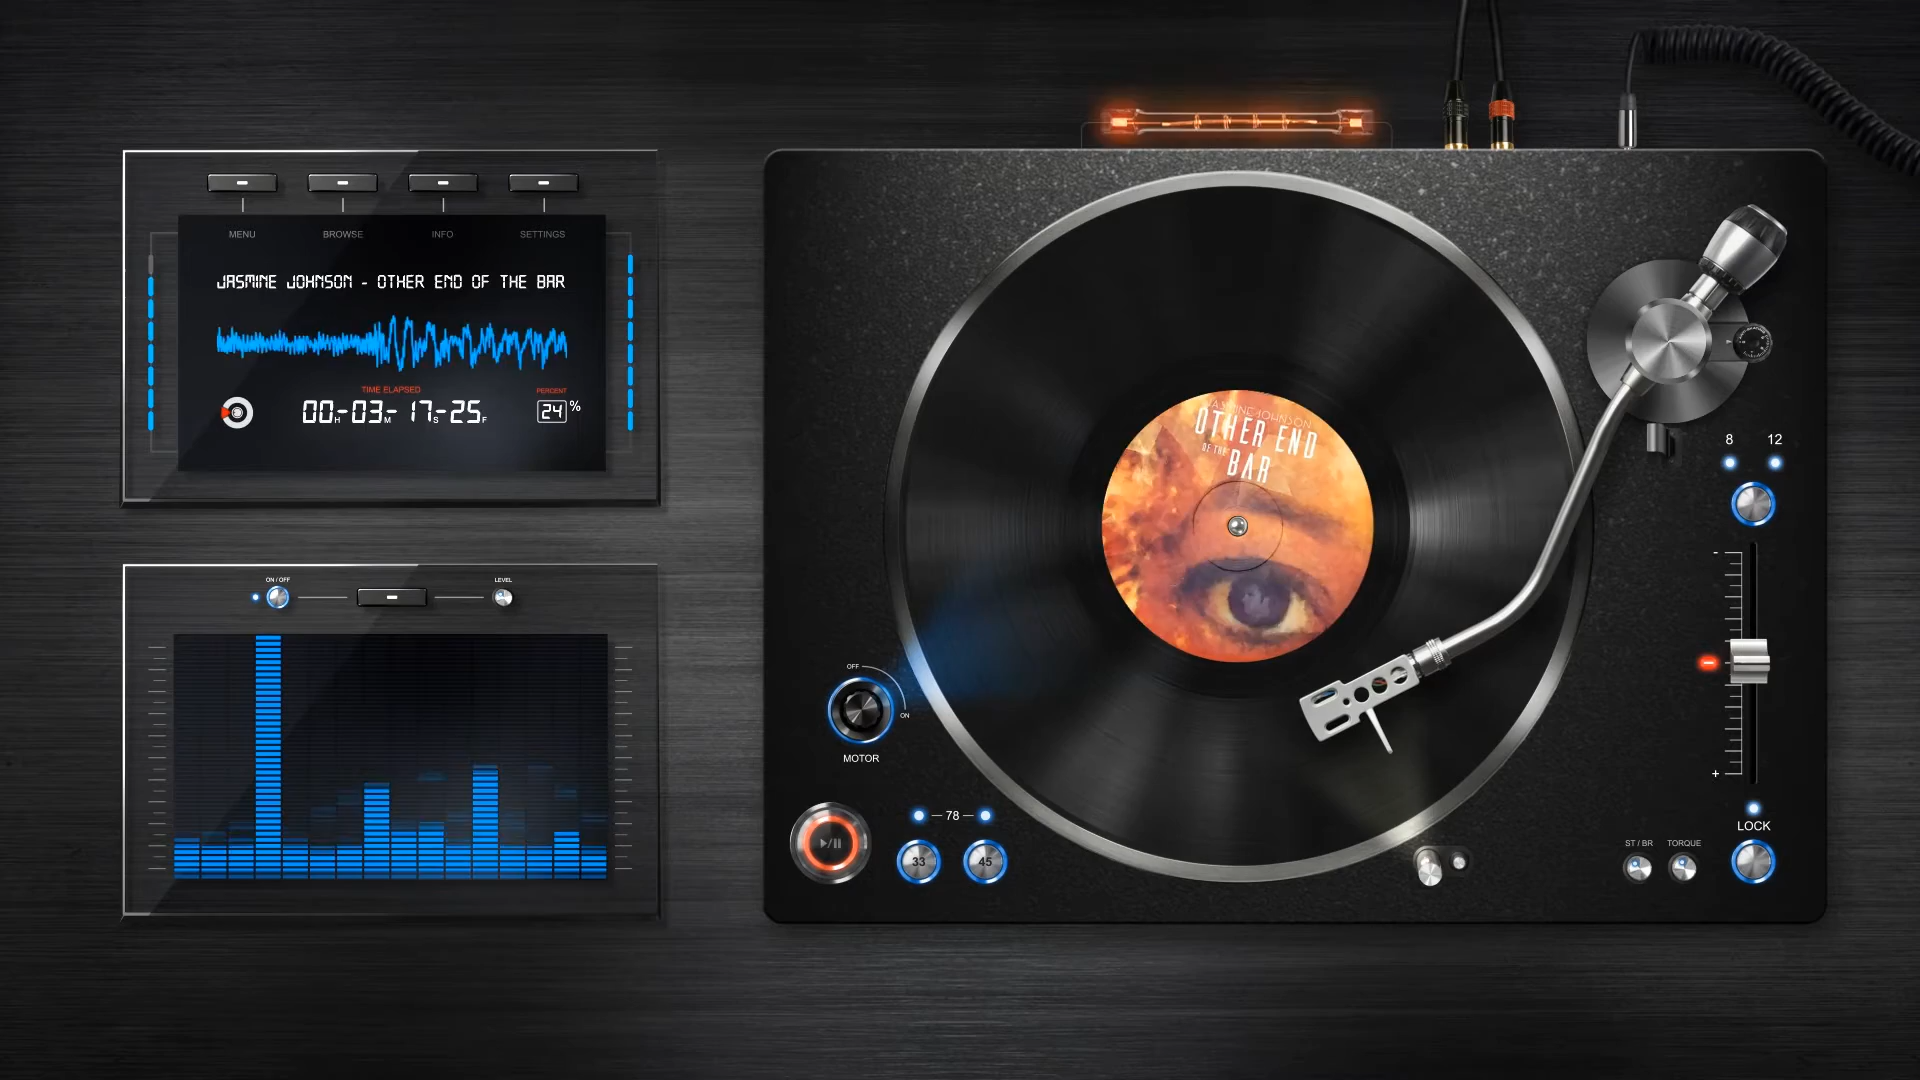 MENU BROWSE INFO SETTINGS
JASMINE JOHNSON - OTHER END OF THE BAR
TIME ELAPSED
PERCENT
00H-03M-17S-25F
24%
ON / OFF
LEVEL
JASMINE JOHNSON
OTHER END
OF THE
BAR
8 12
-
+
OFF
ON
MOTOR
78
33 45
LOCK
ST / BR TORQUE